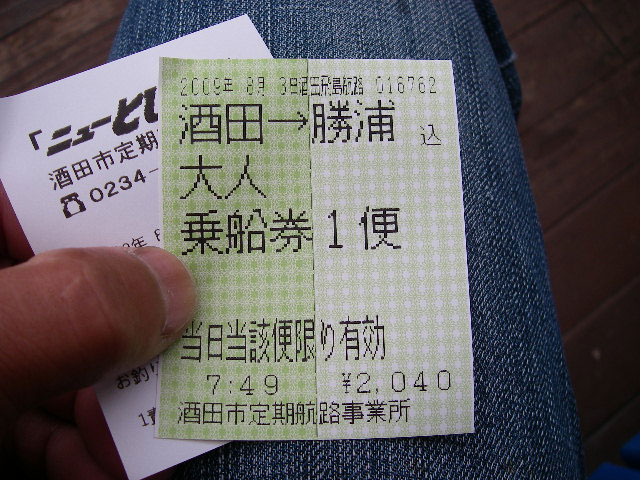 「ニューとび
酒田市定期
☎0234-
2009年 8月 3日酒田飛島航路 016762
酒田→勝浦 込
大人
乗船券1便
当日当該便限り有効
7:49 ¥2,040
酒田市定期航路事業所
お釣り